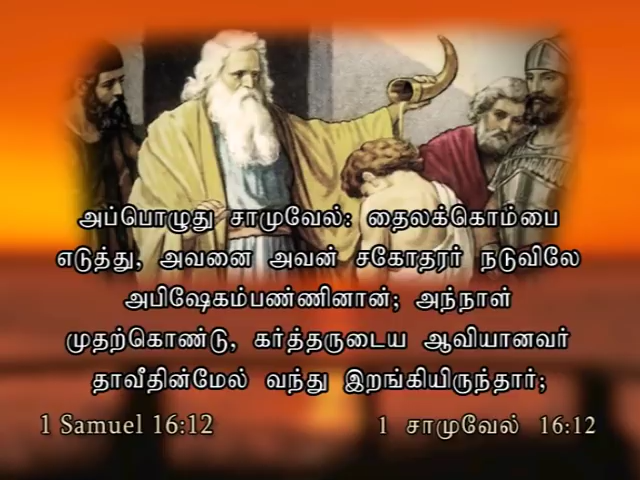 அப்பொழுது சாமுவேல்: தைலக்கொம்பை
எடுத்து, அவனை அவன் சகோதரர் நடுவிலே
அபிஷேகம்பண்ணினான்; அந்நாள்
முதற்கொண்டு, கர்த்தருடைய ஆவியானவர்
தாவீதின்மேல் வந்து இறங்கியிருந்தார்;
1 Samuel 16:12 1 சாமுவேல் 16:12